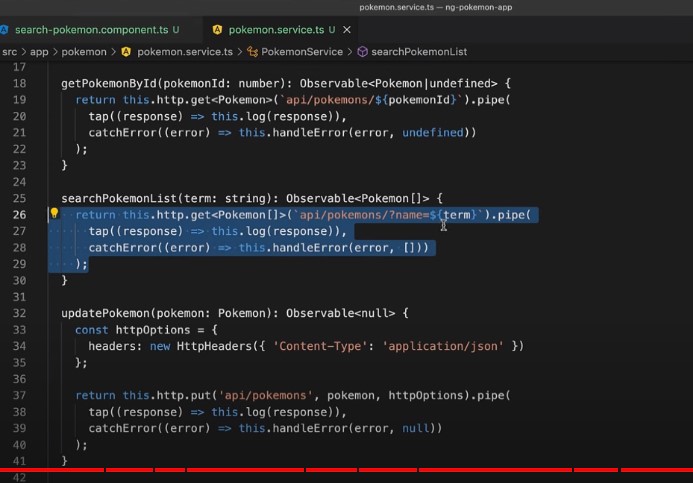 pokemon.service.ts — ng-pokemon-app
search-pokemon.component.ts U
pokemon.service.ts U ×
src > app > pokemon > pokemon.service.ts > PokemonService > searchPokemonList
17
18 getPokemonById(pokemonId: number): Observable<Pokemon|undefined> {
19 return this.http.get<Pokemon>(`api/pokemons/${pokemonId}`).pipe(
20 tap((response) => this.log(response)),
21 catchError((error) => this.handleError(error, undefined))
22 );
23 }
24
25 searchPokemonList(term: string): Observable<Pokemon[]> {
26 return this.http.get<Pokemon[]>(`api/pokemons/?name=${term}`).pipe(
27 tap((response) => this.log(response)),
28 catchError((error) => this.handleError(error, []))
29 );
30 }
31
32 updatePokemon(pokemon: Pokemon): Observable<null> {
33 const httpOptions = {
34 headers: new HttpHeaders({ 'Content-Type': 'application/json' })
35 };
36
37 return this.http.put('api/pokemons', pokemon, httpOptions).pipe(
38 tap((response) => this.log(response)),
39 catchError((error) => this.handleError(error, null))
40 );
41 }
42